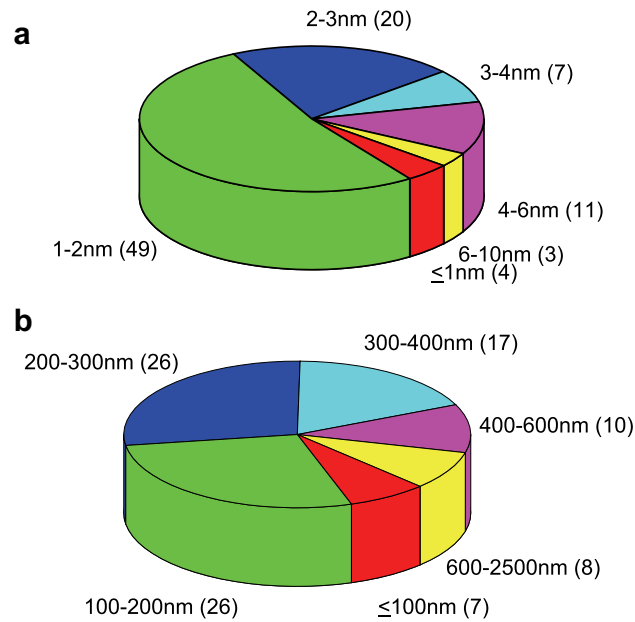 a
2-3nm (20)
3-4nm (7)
4-6nm (11)
6-10nm (3)
≤1nm (4)
1-2nm (49)
b
300-400nm (17)
200-300nm (26)
400-600nm (10)
600-2500nm (8)
100-200nm (26)
≤100nm (7)